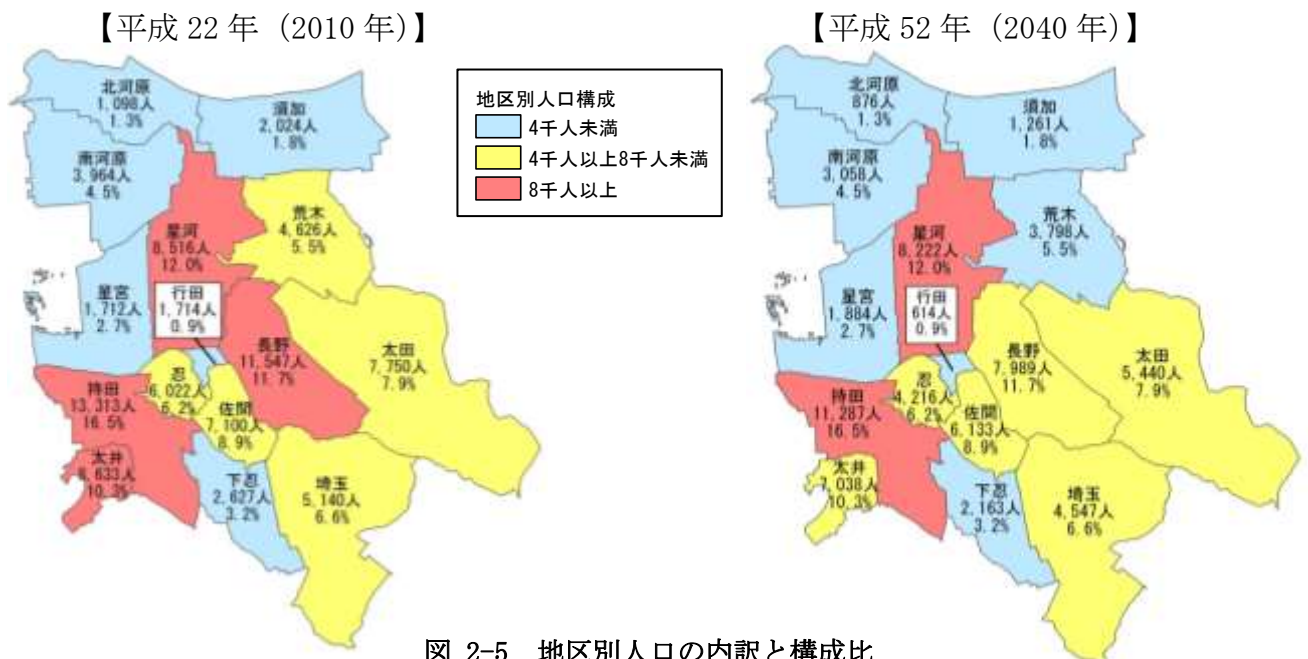 【平成 22 年（2010 年）】
北河原
1,098人
1.3%
須加
2,024人
1.8%
南河原
3,964人
4.5%
荒木
4,626人
5.5%
星河
8,516人
12.0%
星宮
1,712人
2.7%
行田
1,714人
0.9%
長野
11,547人
11.7%
太田
7,750人
7.9%
忍
6,022人
6.2%
持田
13,313人
16.5%
佐間
7,100人
8.9%
太井
8,633人
10.3%
下忍
2,627人
3.2%
埼玉
5,140人
6.6%
地区別人口構成
4千人未満
4千人以上8千人未満
8千人以上
【平成 52 年（2040 年）】
北河原
876人
1.3%
須加
1,261人
1.8%
南河原
3,058人
4.5%
荒木
3,798人
5.5%
星河
8,222人
12.0%
星宮
1,884人
2.7%
行田
614人
0.9%
長野
7,989人
11.7%
太田
5,440人
7.9%
忍
4,216人
6.2%
持田
11,287人
16.5%
佐間
6,133人
8.9%
太井
7,038人
10.3%
下忍
2,163人
3.2%
埼玉
4,547人
6.6%
図 2-5 地区別人口の内訳と構成比